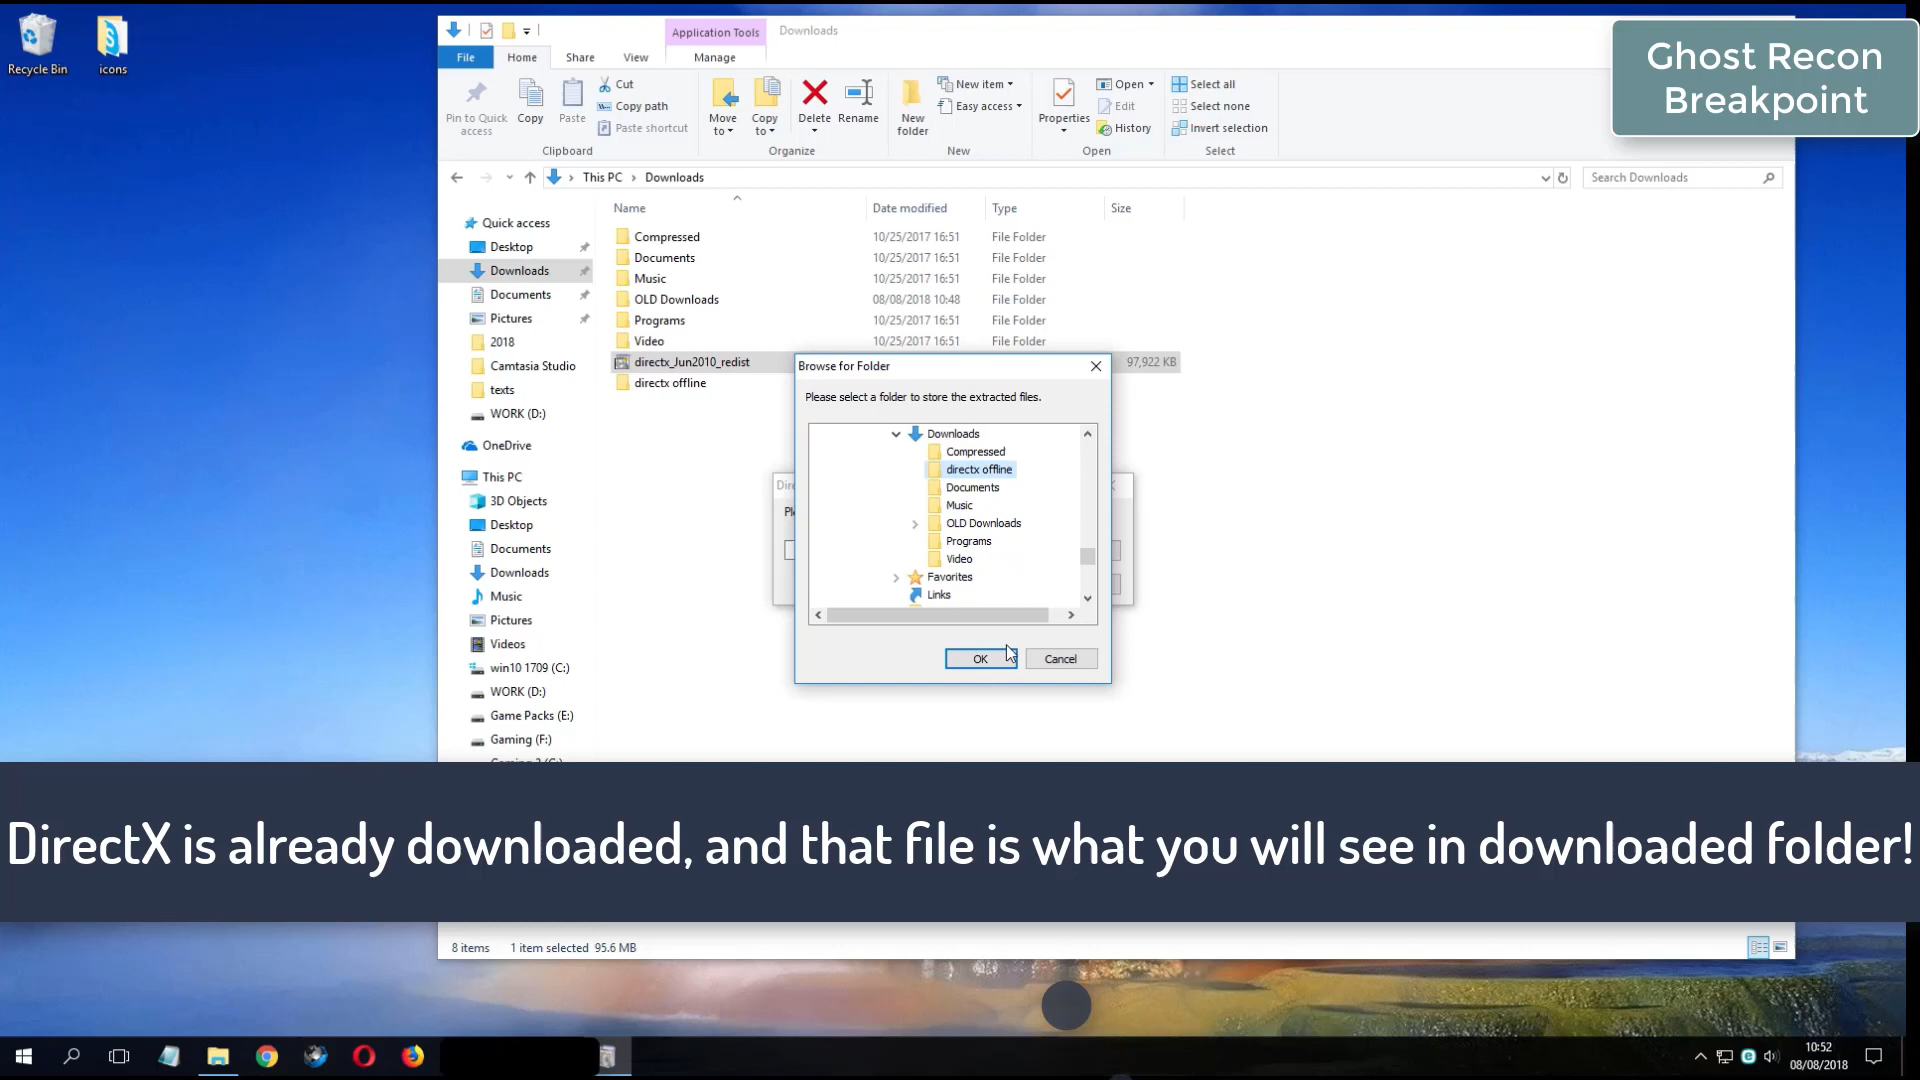 Recycle Bin
icons
Application Tools
Downloads
File
Home
Share
View
Manage
Pin to Quick access
Copy
Paste
Cut
Copy path
Paste shortcut
Clipboard
Move to
Copy to
Delete
Rename
Organize
New folder
New item
Easy access
New
Properties
Open
Edit
History
Open
Select all
Select none
Invert selection
Select
Ghost Recon
Breakpoint
This PC
Downloads
Search Downloads
Name
Date modified
Type
Size
Quick access
Desktop
Downloads
Documents
Pictures
2018
Camtasia Studio
texts
WORK (D:)
OneDrive
This PC
3D Objects
Desktop
Documents
Downloads
Music
Pictures
Videos
win10 1709 (C:)
WORK (D:)
Game Packs (E:)
Gaming (F:)
Compressed 10/25/2017 16:51 File Folder
Documents 10/25/2017 16:51 File Folder
Music 10/25/2017 16:51 File Folder
OLD Downloads 08/08/2018 10:48 File Folder
Programs 10/25/2017 16:51 File Folder
Video 10/25/2017 16:51 File Folder
directx_Jun2010_redist 97,922 KB
directx offline
Browse for Folder
Please select a folder to store the extracted files.
Downloads
Compressed
directx offline
Documents
Music
OLD Downloads
Programs
Video
Favorites
Links
OK
Cancel
DirectX is already downloaded, and that file is what you will see in downloaded folder!
8 items 1 item selected 95.6 MB
10:52
08/08/2018